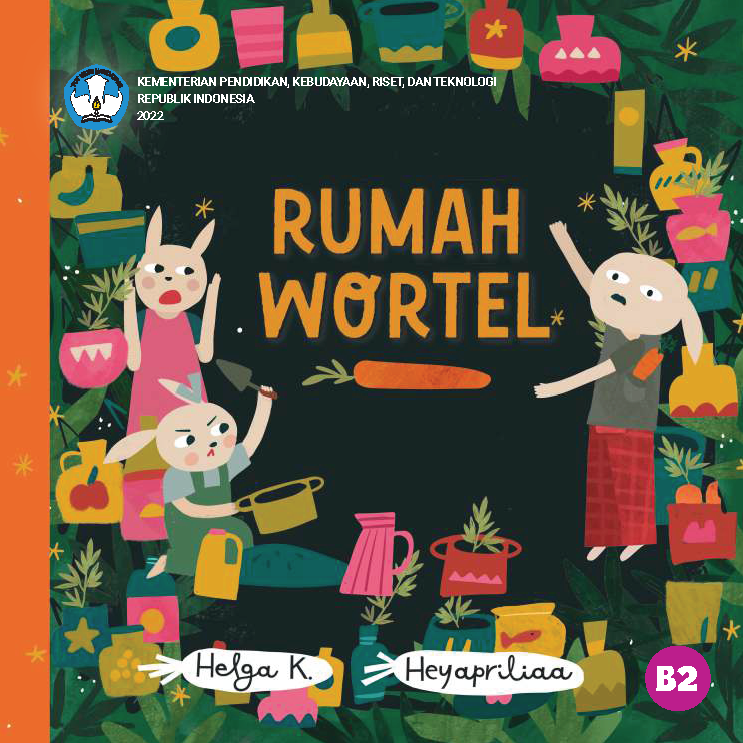 KEMENTERIAN PENDIDIKAN, KEBUDAYAAN, RISET, DAN TEKNOLOGI
REPUBLIK INDONESIA
2022
RUMAH
WORTEL
Helga K.
Heyapriliaa
B2